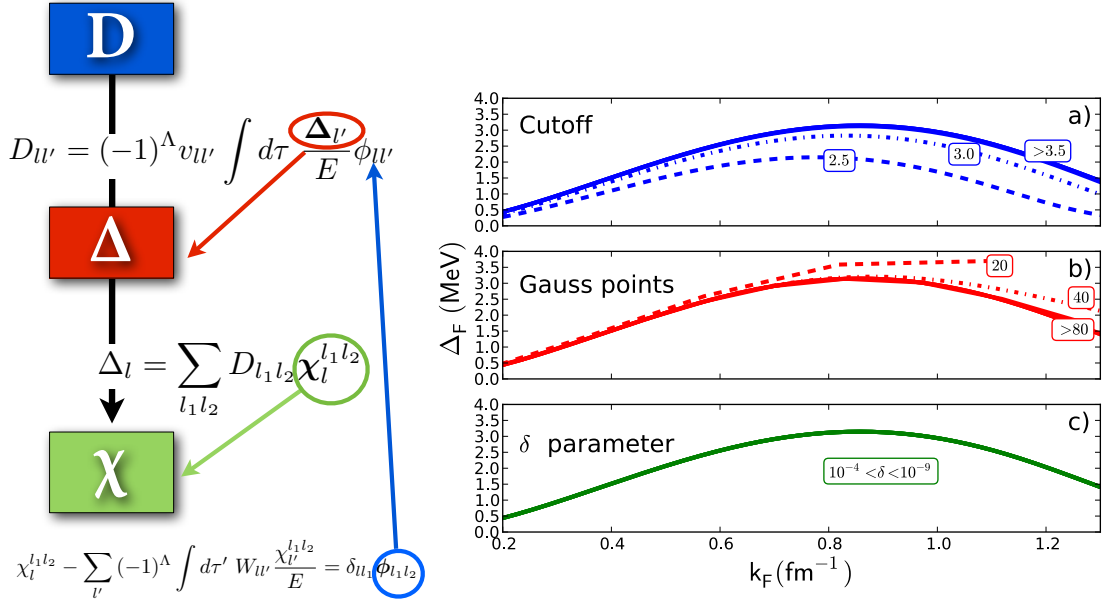 D
D_{ll'} = (-1)^Λ v_{ll'} ∫ dτ Δ_{l'}/E φ_{ll'}
Δ
Δ_l = ∑_{l_1 l_2} D_{l_1 l_2} χ_l^{l_1 l_2}
χ
χ_l^{l_1 l_2} − ∑_{l'} (-1)^Λ ∫ dτ' W_{ll'} χ_{l'}^{l_1 l_2}/E = δ_{ll_1} φ_{l_1 l_2}
Cutoff
a)
4.0
3.5
3.0
2.5
2.0
1.5
1.0
0.5
0.0
>3.5
3.0
2.5
Gauss points
b)
4.0
3.5
3.0
2.5
2.0
1.5
1.0
0.5
0.0
20
40
>80
Δ_F (MeV)
δ parameter
c)
4.0
3.5
3.0
2.5
2.0
1.5
1.0
0.5
0.0
10^{-4} <δ<10^{-9}
0.2 0.4 0.6 0.8 1.0 1.2
k_F(fm^{-1})